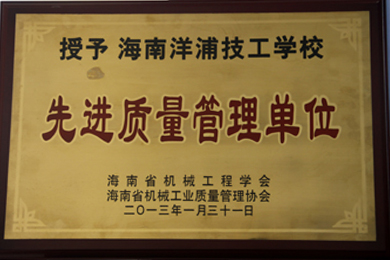 授予 海南洋浦技工学校
先进质量管理单位
海南省机械工程学会
海南省机械工业质量管理协会
二〇一三年一月三十一日